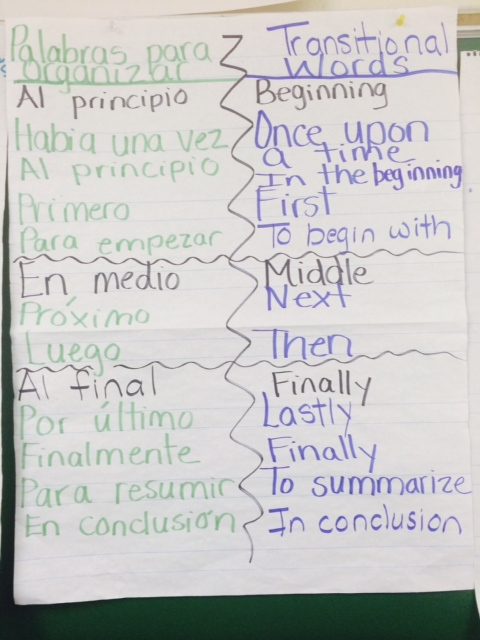 Palabras para
organizar
Al principio
Habia una vez
Al principio
Primero
Para empezar
En medio
Próximo
Luego
Al final
Por último
Finalmente
Para resumir
En conclusión
Transitional
Words
Beginning
Once upon
a time
In the beginning
First
To begin with
Middle
Next
Then
Finally
Lastly
Finally
To summarize
In conclusion